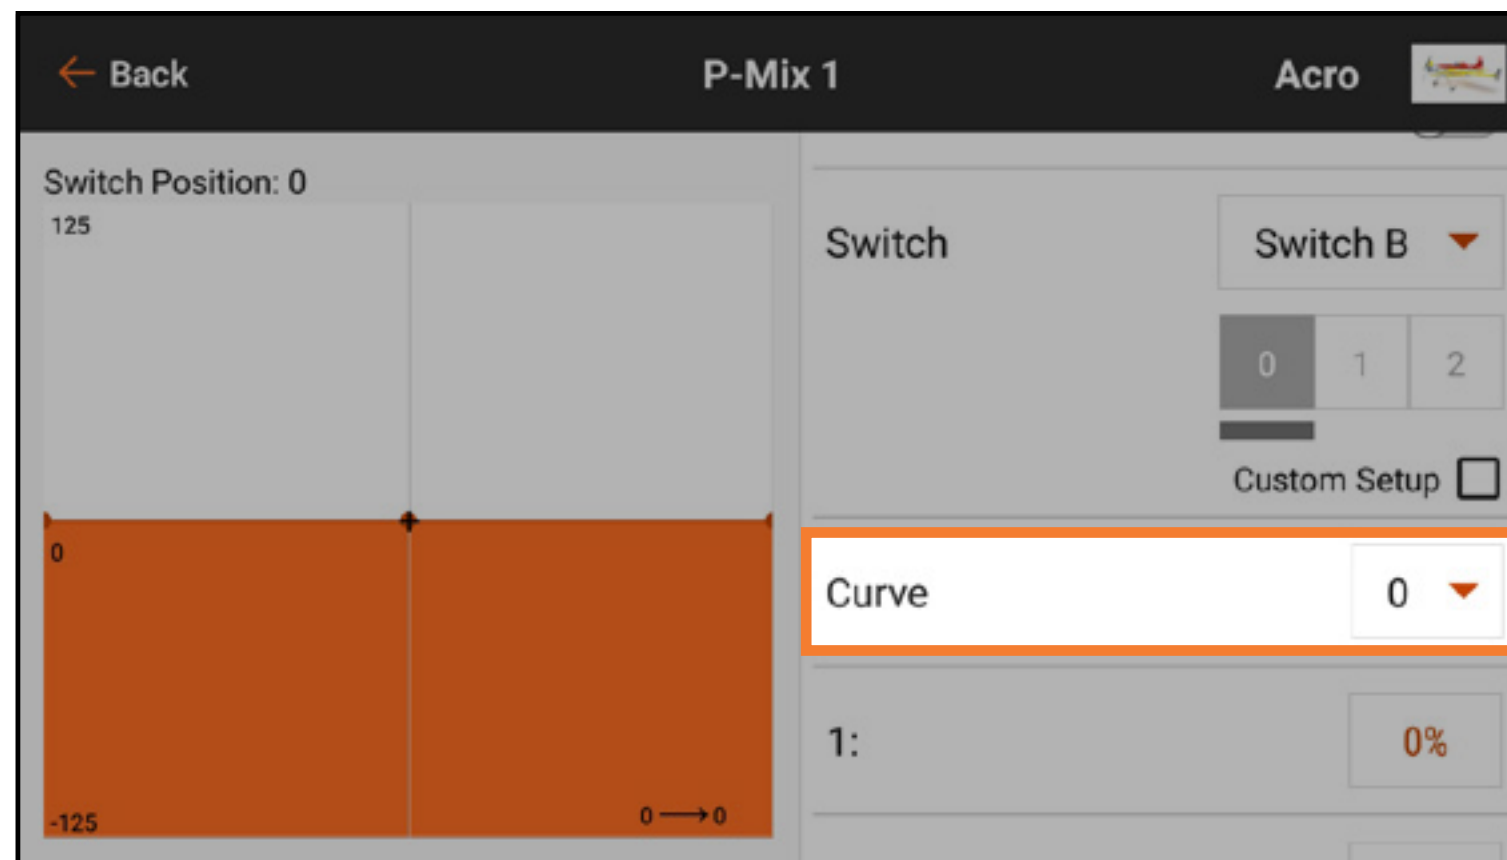 Back
P-Mix 1
Acro
Switch Position: 0
125
0
-125
0 → 0
Switch
Switch B
0 1 2
Custom Setup
Curve
0
1:
0%